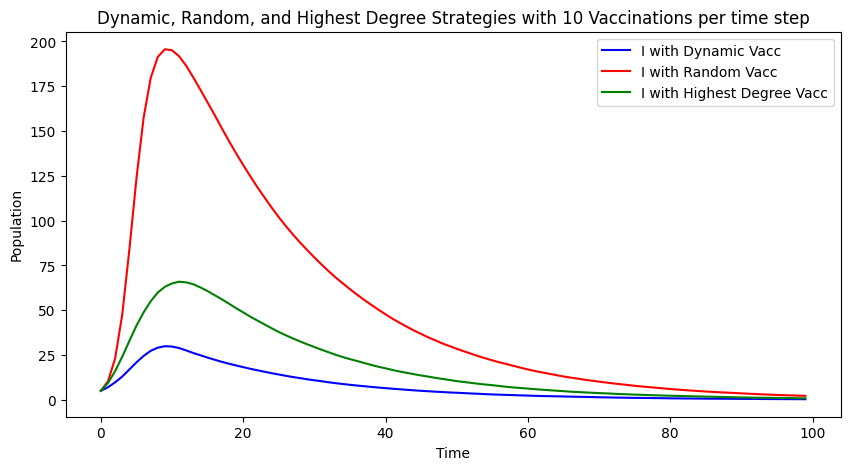 Dynamic, Random, and Highest Degree Strategies with 10 Vaccinations per time step
I with Dynamic Vacc
I with Random Vacc
I with Highest Degree Vacc
Population
200
175
150
125
100
75
50
25
0
0 20 40 60 80 100
Time